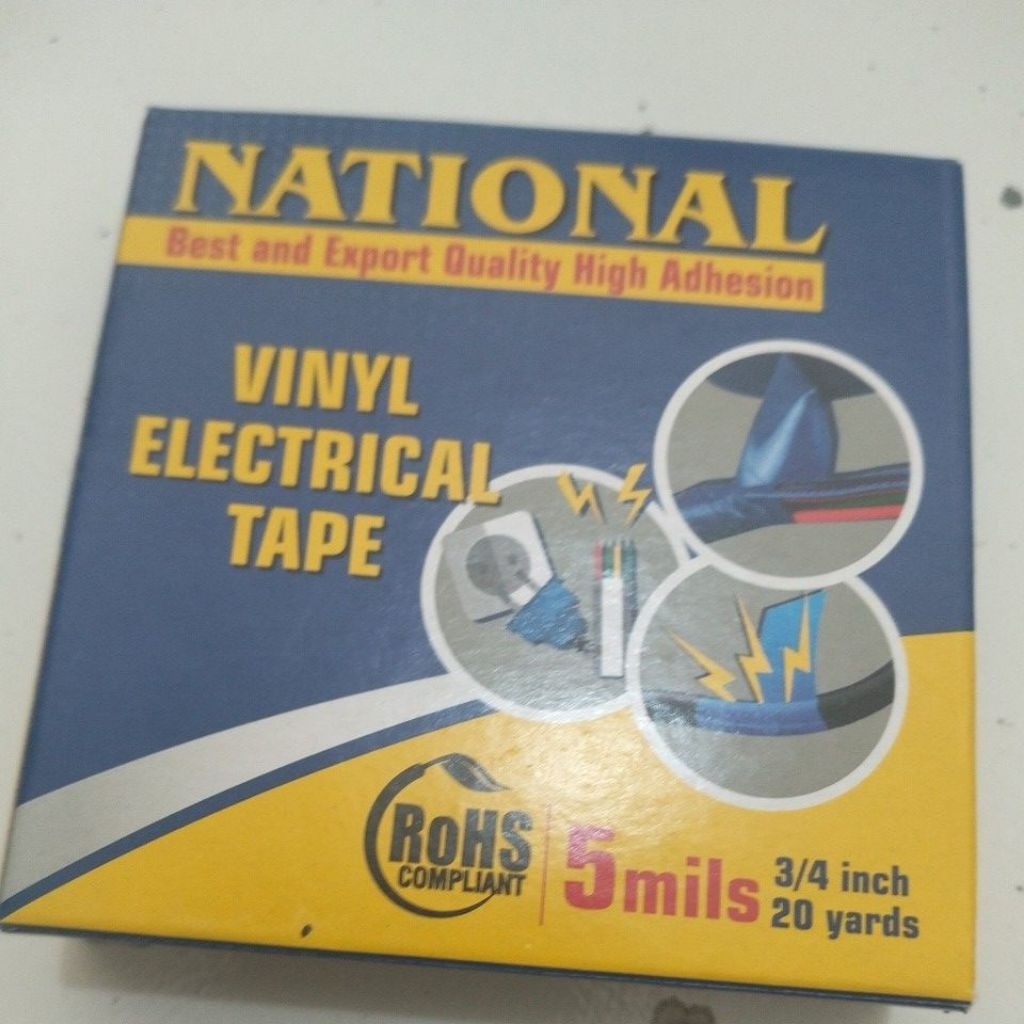 NATIONAL
Best and Export Quality High Adhesion
VINYL
ELECTRICAL
TAPE
RoHS
COMPLIANT
5mils
3/4 inch
20 yards